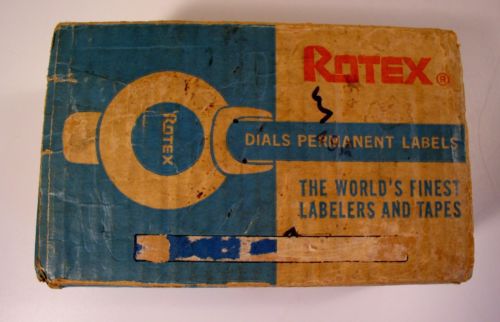 ROTEX®
ROTEX
DIALS PERMANENT LABELS
THE WORLD'S FINEST
LABELERS AND TAPES